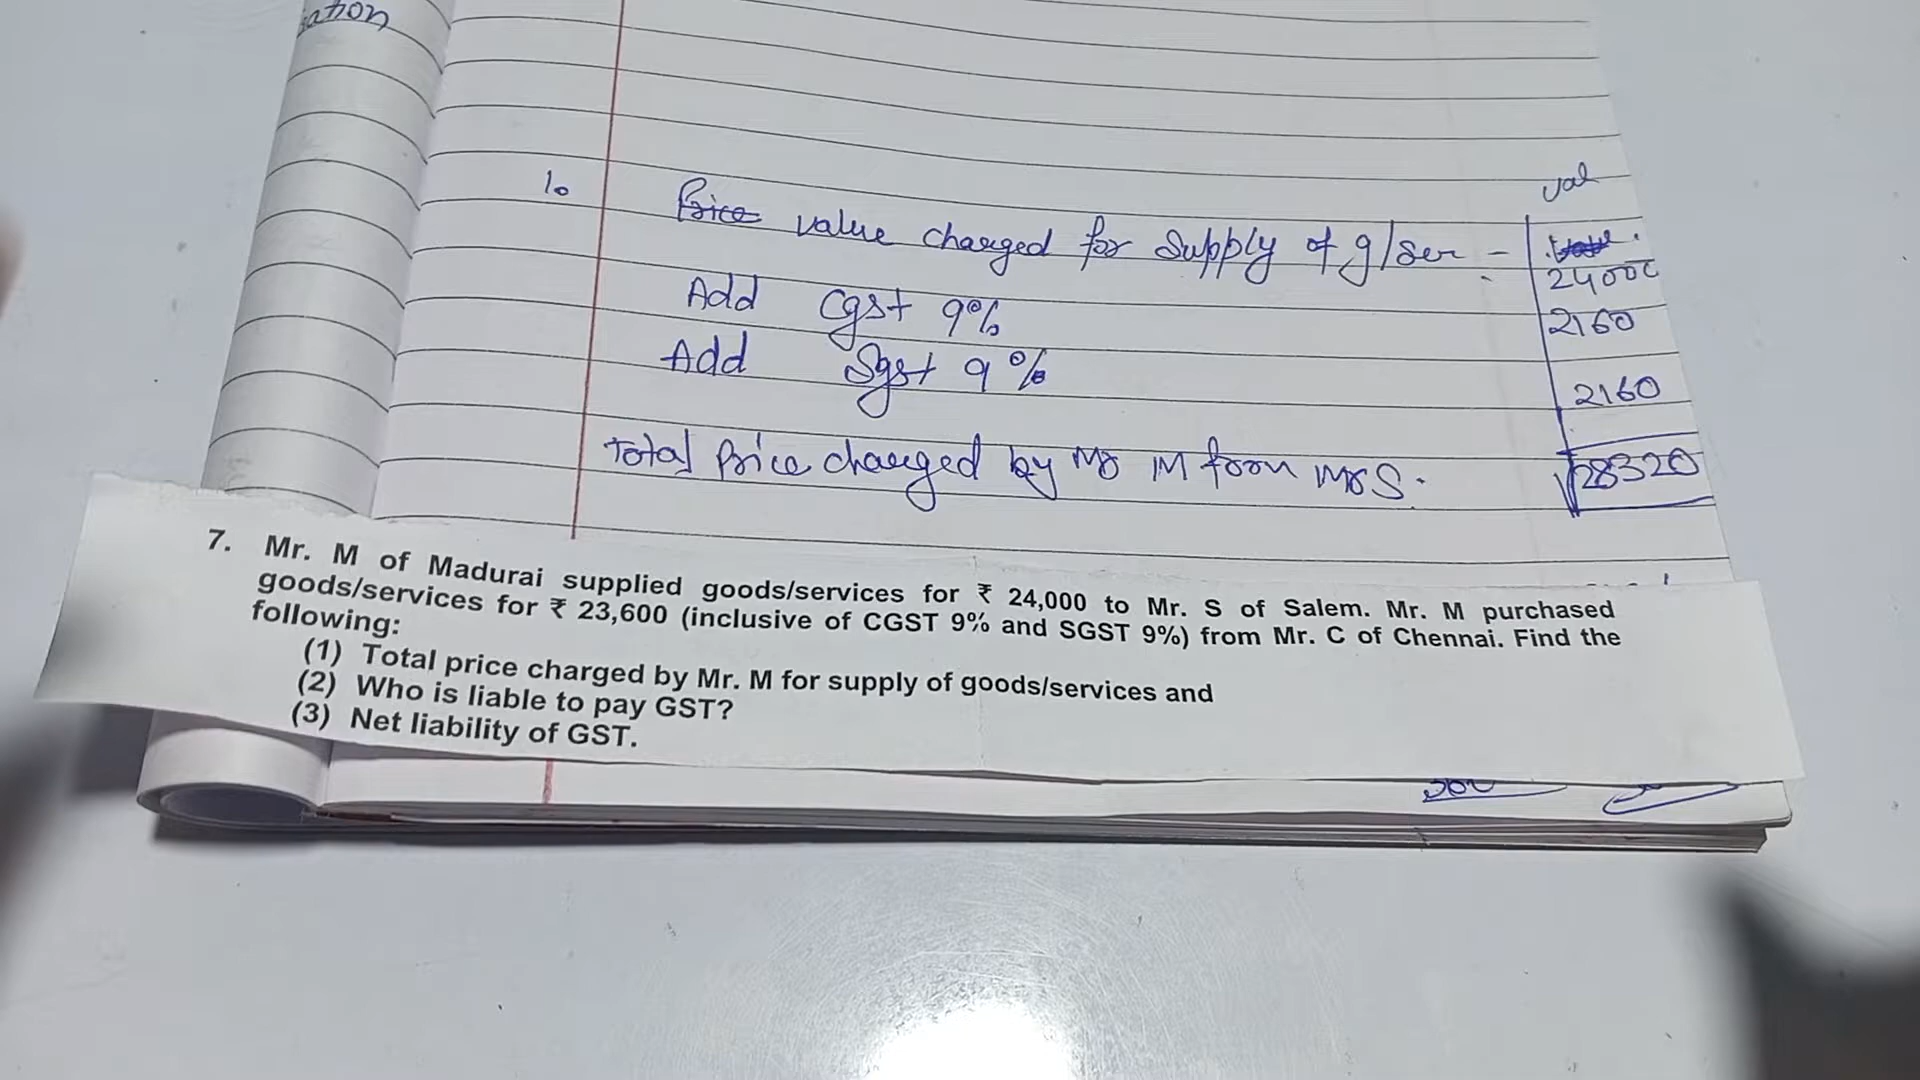 ation
1.
val
Price value charged for Supply of g/ser -
24000
Add Cgst 9% 2160
Add Sgst 9% 2160
Total Price charged by Mr M from Mr S. 28320
7. Mr. M of Madurai supplied goods/services for ₹ 24,000 to Mr. S of Salem. Mr. M purchased
goods/services for ₹ 23,600 (inclusive of CGST 9% and SGST 9%) from Mr. C of Chennai. Find the
following:
(1) Total price charged by Mr. M for supply of goods/services and
(2) Who is liable to pay GST?
(3) Net liability of GST.